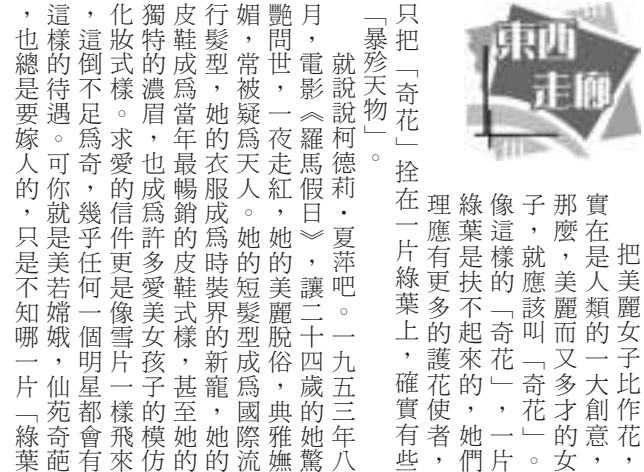 東西
走廊
把美麗女子比作花，
實在是人類的一大創意，
那麼，美麗而又多才的女
子，就應該叫「奇花」。
像這樣的「奇花」，一片
綠葉是扶不起來的，她們
理應有更多的護花使者，
只把「奇花」拴在一片綠葉上，確實有些
「暴殄天物」。
就說說柯德莉・夏萍吧。一九五三年八
月，電影《羅馬假日》，讓二十四歲的她驚
艷問世，一夜走紅，她的美麗脫俗，典雅嫵
媚，常被疑爲天人。她的短髮型成爲國際流
行髮型，她的衣服成爲時裝界的新寵，她的
皮鞋成爲當年最暢銷的皮鞋式樣，甚至她的
獨特的濃眉，也成爲許多愛美女孩子的模仿
化妝式樣。求愛的信件更是像雪片一樣飛來
，這倒不足爲奇，幾乎任何一個明星都會有
這樣的待遇。可你就是美若嫦娥，仙苑奇葩
，也總是要嫁人的，只是不知哪一片「綠葉